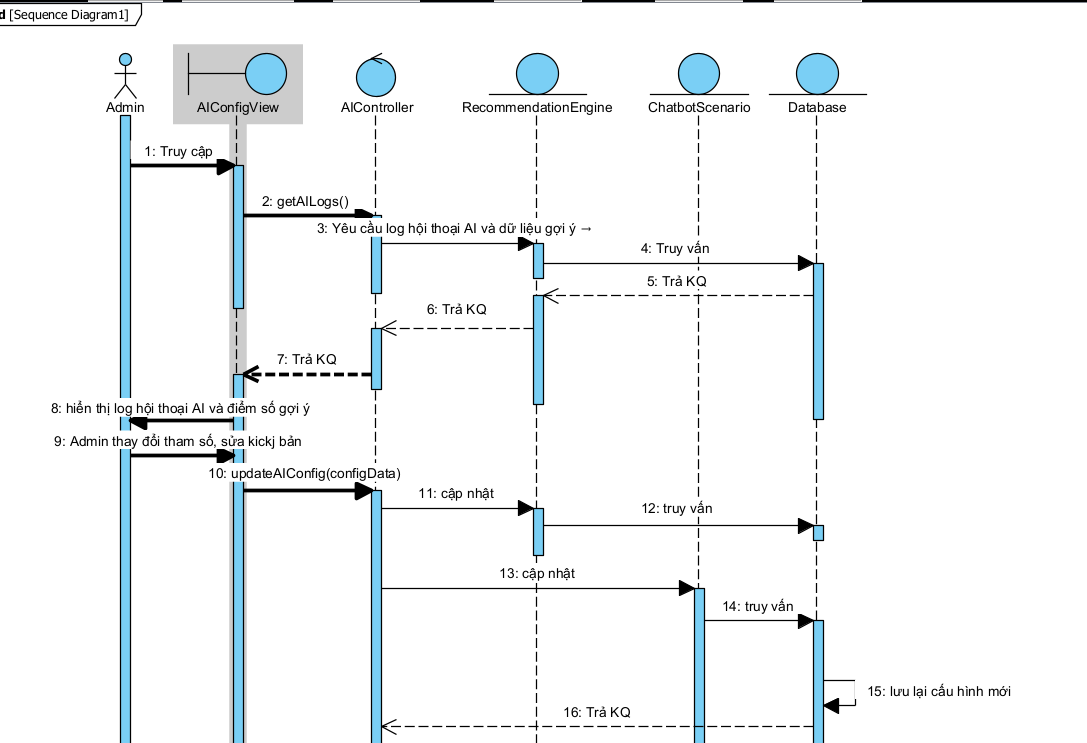 d [Sequence Diagram1]
Admin
AIConfigView
AIController
RecommendationEngine
ChatbotScenario
Database
1: Truy cập
2: getAILogs()
3: Yêu cầu log hội thoại AI và dữ liệu gợi ý →
4: Truy vấn
5: Trả KQ
6: Trả KQ
7: Trả KQ
8: hiển thị log hội thoại AI và điểm số gợi ý
9: Admin thay đổi tham số, sửa kickj bản
10: updateAIConfig(configData)
11: cập nhật
12: truy vấn
13: cập nhật
14: truy vấn
15: lưu lại cấu hình mới
16: Trả KQ